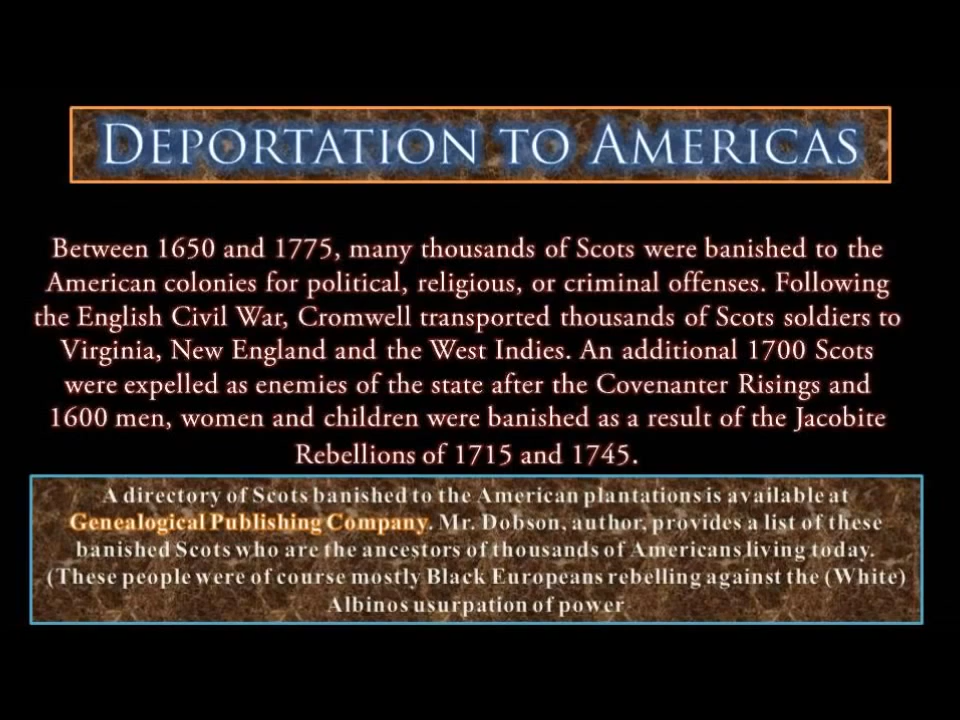 DEPORTATION TO AMERICAS
Between 1650 and 1775, many thousands of Scots were banished to the
American colonies for political, religious, or criminal offenses. Following
the English Civil War, Cromwell transported thousands of Scots soldiers to
Virginia, New England and the West Indies. An additional 1700 Scots
were expelled as enemies of the state after the Covenanter Risings and
1600 men, women and children were banished as a result of the Jacobite
Rebellions of 1715 and 1745.
A directory of Scots banished to the American plantations is available at
Genealogical Publishing Company. Mr. Dobson, author, provides a list of these
banished Scots who are the ancestors of thousands of Americans living today.
(These people were of course mostly Black Europeans rebelling against the (White)
Albinos usurpation of power